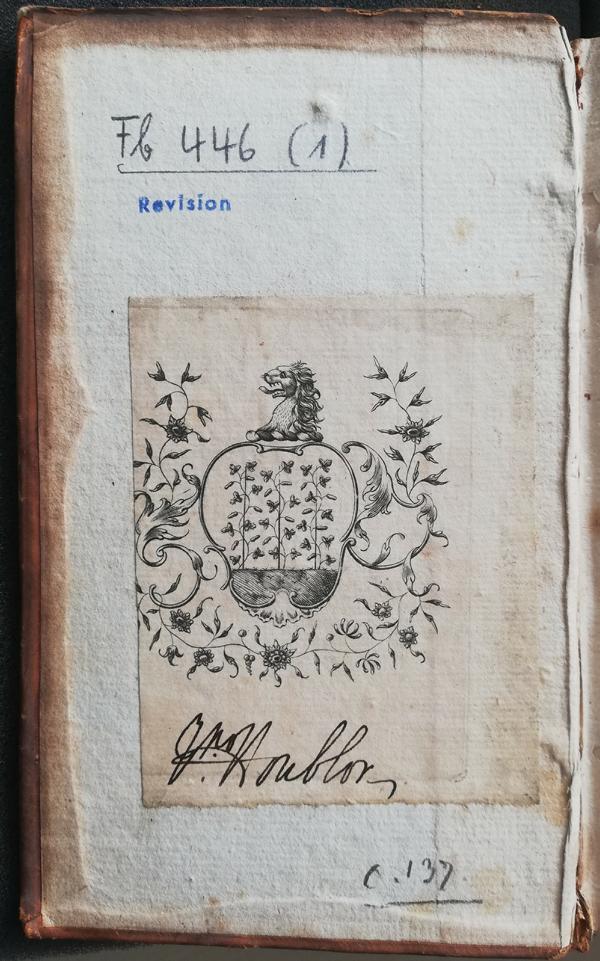 Fb 446 (1)
Revision
Jno. Houblon
c.137.